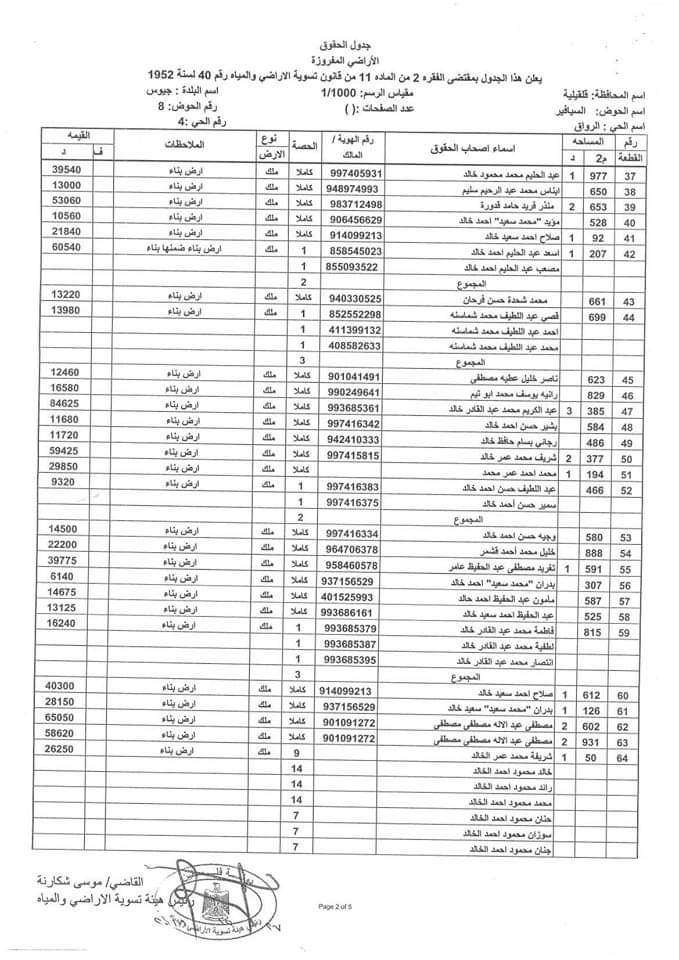 جدول الحقوق
الأراضي المفروزة
يعلن هذا الجدول بمقتضى الفقره 2 من الماده 11 من قانون تسوية الاراضي والمياه رقم 40 لسنة 1952
اسم المحافظة: قلقيلية مقياس الرسم: 1/1000 اسم البلدة : جيوس
اسم الحوض: السيافير عدد الصفحات :( ) رقم الحوض: 8
اسم الحي : الرواق رقم الحي :4
رقم القطعة المساحه د م2 اسماء اصحاب الحقوق رقم الهوية / المالك الحصة نوع الارض الملاحظات القيمه ف د
37 977 1 عبد الحليم محمد محمود خالد 997405931 كاملا ملك ارض بناء 39540
38 650 ايناس محمد عبد الرحيم سليم 948974993 كاملا ملك ارض بناء 13000
39 653 2 منذر فريد حامد قدورة 983712498 كاملا ملك ارض بناء 53060
40 528 مؤيد "محمد سعيد" احمد خالد 906456629 كاملا ملك ارض بناء 10560
41 92 1 صلاح احمد سعيد خالد 914099213 كاملا ملك ارض بناء 21840
42 207 1 اسعد عبد الحليم احمد خالد 858545023 1 ملك ارض بناء ضمنها بناء 60540
مصعب عبد الحليم احمد خالد 855093522 1
المجموع 2
43 661 محمد شحدة حسن فرحان 940330525 كاملا ملك ارض بناء 13220
44 699 قصي عبد اللطيف محمد شماسنه 852552298 1 ملك ارض بناء 13980
احمد عبد اللطيف محمد شماسنه 411399132 1
محمد عبد اللطيف محمد شماسنه 408582633 1
المجموع 3
45 623 ناصر خليل عطيه مصطفى 901041491 كاملا ملك ارض بناء 12460
46 829 رانيه يوسف محمد ابو تيم 990249641 كاملا ملك ارض بناء 16580
47 385 3 عبد الكريم محمد عبد القادر خالد 993685361 كاملا ملك ارض بناء 84625
48 584 بشير حسن احمد خالد 997416342 كاملا ملك ارض بناء 11680
49 486 رجائي بسام حافظ خالد 942410333 كاملا ملك ارض بناء 11720
50 377 2 شريف محمد عمر خالد 997415815 كاملا ملك ارض بناء 59425
51 194 1 محمد احمد عمر محمد كاملا ملك ارض بناء 29850
52 466 عبد اللطيف حسن احمد خالد 997416383 1 ملك ارض بناء 9320
سمير حسن أحمد خالد 997416375 1
المجموع 2
53 580 وجيه حسن احمد خالد 997416334 كاملا ملك ارض بناء 14500
54 888 خليل محمد أحمد قشمر 964706378 كاملا ملك ارض بناء 22200
55 591 1 تغريد مصطفى عبد الحفيظ عامر 958460578 كاملا ملك ارض بناء 39775
56 307 بدران "محمد سعيد" احمد خالد 937156529 كاملا ملك ارض بناء 6140
57 587 مأمون عبد الحفيظ احمد خالد 401525993 كاملا ملك ارض بناء 14675
58 525 عبد الحفيظ احمد سعيد خالد 993686161 كاملا ملك ارض بناء 13125
59 815 فاطمة محمد عبد القادر خالد 993685379 1 ملك ارض بناء 16240
لطفية محمد عبد القادر خالد 993685387 1
انتصار محمد عبد القادر خالد 993685395 1
المجموع 3
60 612 1 صلاح احمد سعيد خالد 914099213 كاملا ملك ارض بناء 40300
61 126 1 بدران "محمد سعيد" سعيد خالد 937156529 كاملا ملك ارض بناء 28150
62 602 2 مصطفى عبد الاله مصطفى مصطفى 901091272 كاملا ملك ارض بناء 65050
63 931 2 مصطفى عبد الاله مصطفى مصطفى 901091272 كاملا ملك ارض بناء 58620
64 50 1 شريفة محمد عمر الخالد 9 ملك ارض بناء 26250
خالد محمود احمد الخالد 14
رائد محمود احمد الخالد 14
محمد محمود احمد الخالد 14
حنان محمود احمد الخالد 7
سوزان محمود احمد الخالد 7
جنان محمود احمد الخالد 7
القاضي/ موسى شكارنة
رئيس هيئة تسوية الاراضي والمياه
Page 2 of 5